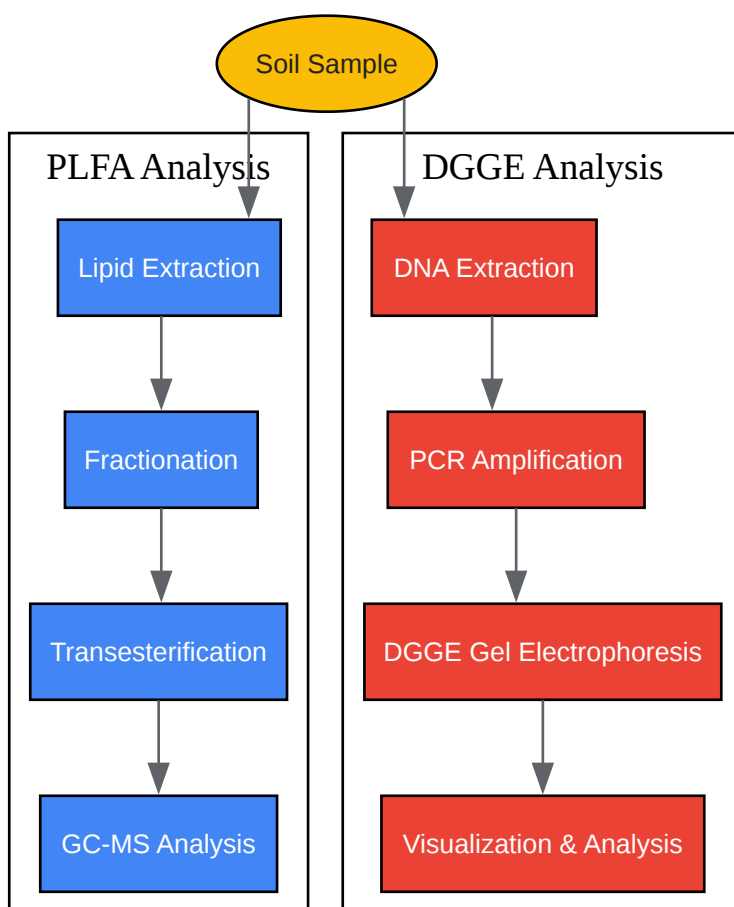 Soil Sample
PLFA Analysis
Lipid Extraction
Fractionation
Transesterification
GC-MS Analysis
DGGE Analysis
DNA Extraction
PCR Amplification
DGGE Gel Electrophoresis
Visualization & Analysis